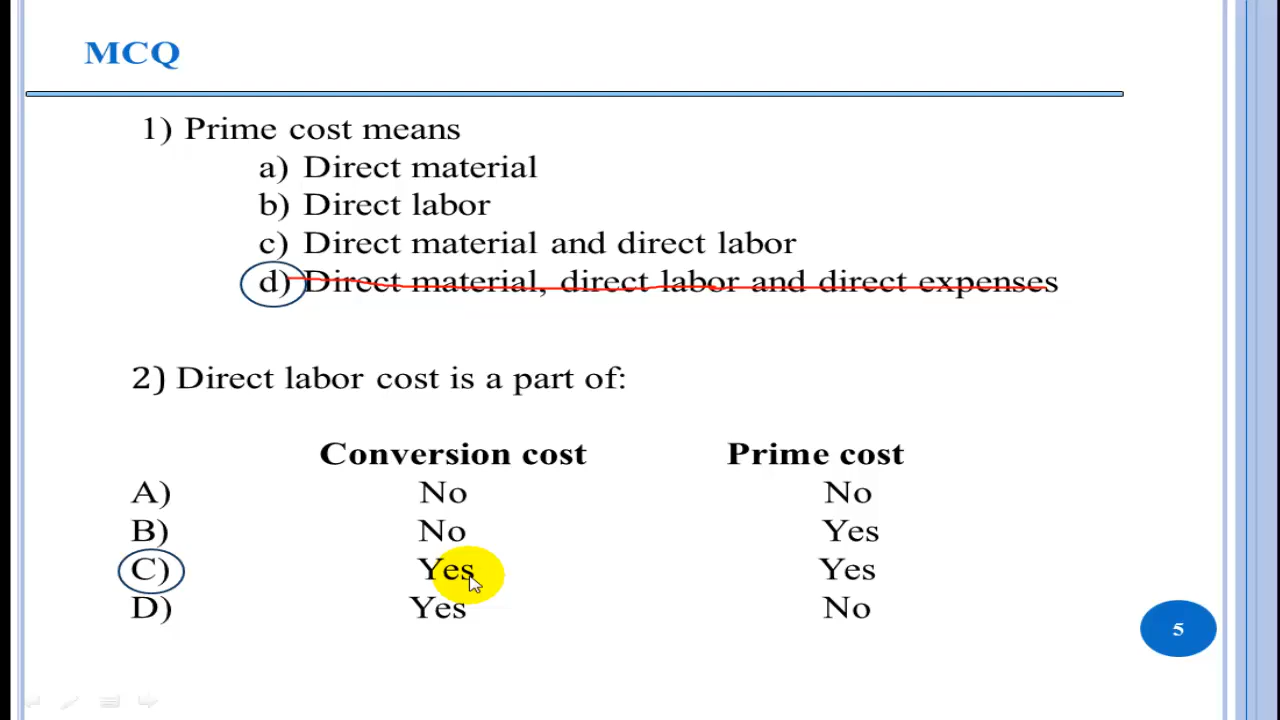 MCQ
1) Prime cost means
a) Direct material
b) Direct labor
c) Direct material and direct labor
d) Direct material, direct labor and direct expenses
2) Direct labor cost is a part of:
Conversion cost Prime cost
A) No No
B) No Yes
C) Yes Yes
D) Yes No
5